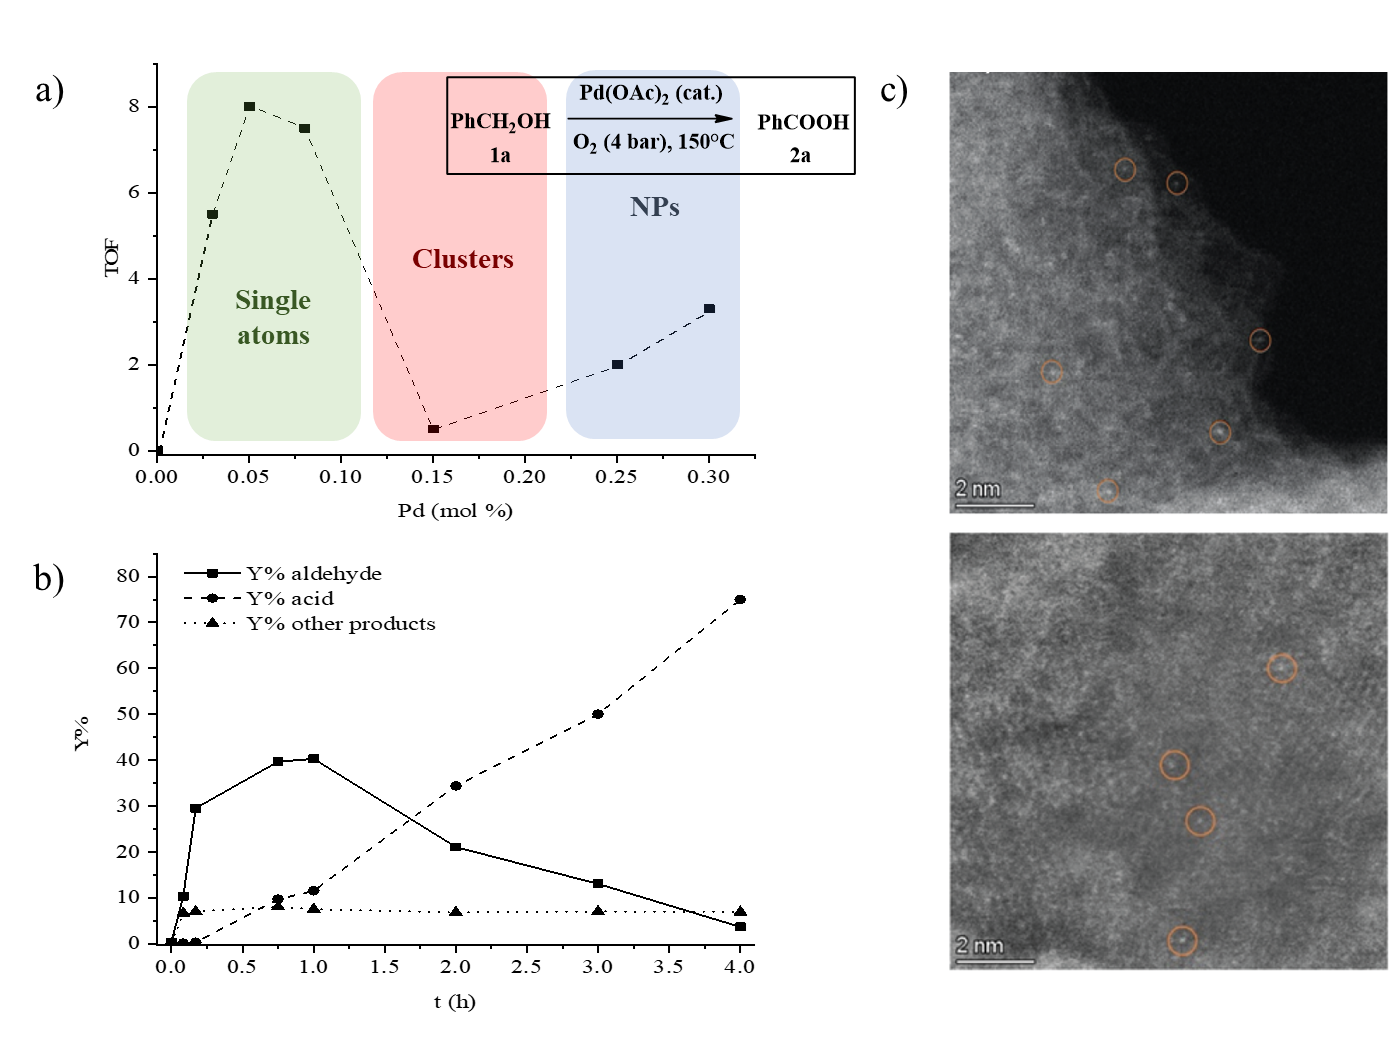 a)
TOF
8
6
4
2
0
0.00 0.05 0.10 0.15 0.20 0.25 0.30
Pd (mol %)
Single
atoms
Clusters
NPs
PhCH₂OH
1a
Pd(OAc)₂ (cat.)
O₂ (4 bar), 150°C
PhCOOH
2a
b)
Y% aldehyde
Y% acid
Y% other products
Y%
80
70
60
50
40
30
20
10
0
0.0 0.5 1.0 1.5 2.0 2.5 3.0 3.5 4.0
t (h)
c)
2 nm
2 nm